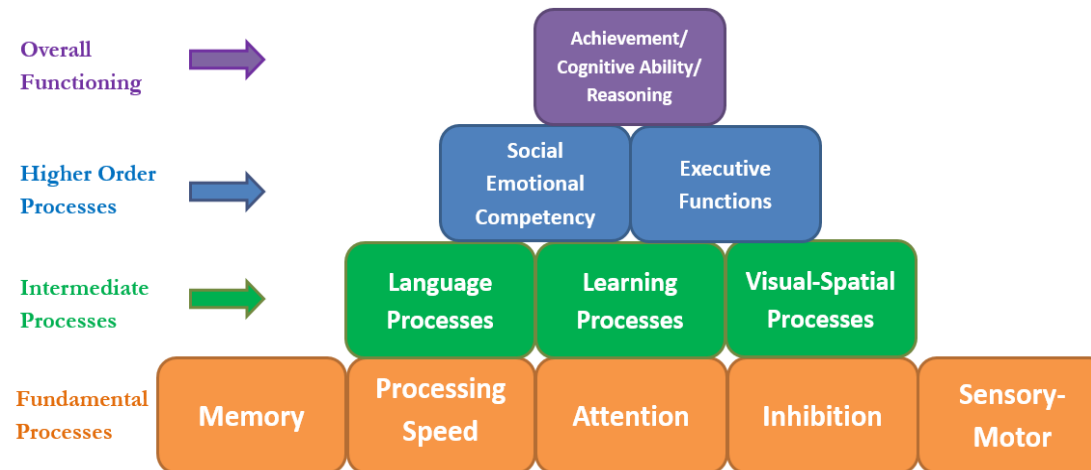 Overall
Functioning
Achievement/
Cognitive Ability/
Reasoning
Higher Order
Processes
Social
Emotional
Competency
Executive
Functions
Intermediate
Processes
Language
Processes
Learning
Processes
Visual-Spatial
Processes
Fundamental
Processes
Memory
Processing
Speed
Attention
Inhibition
Sensory-
Motor